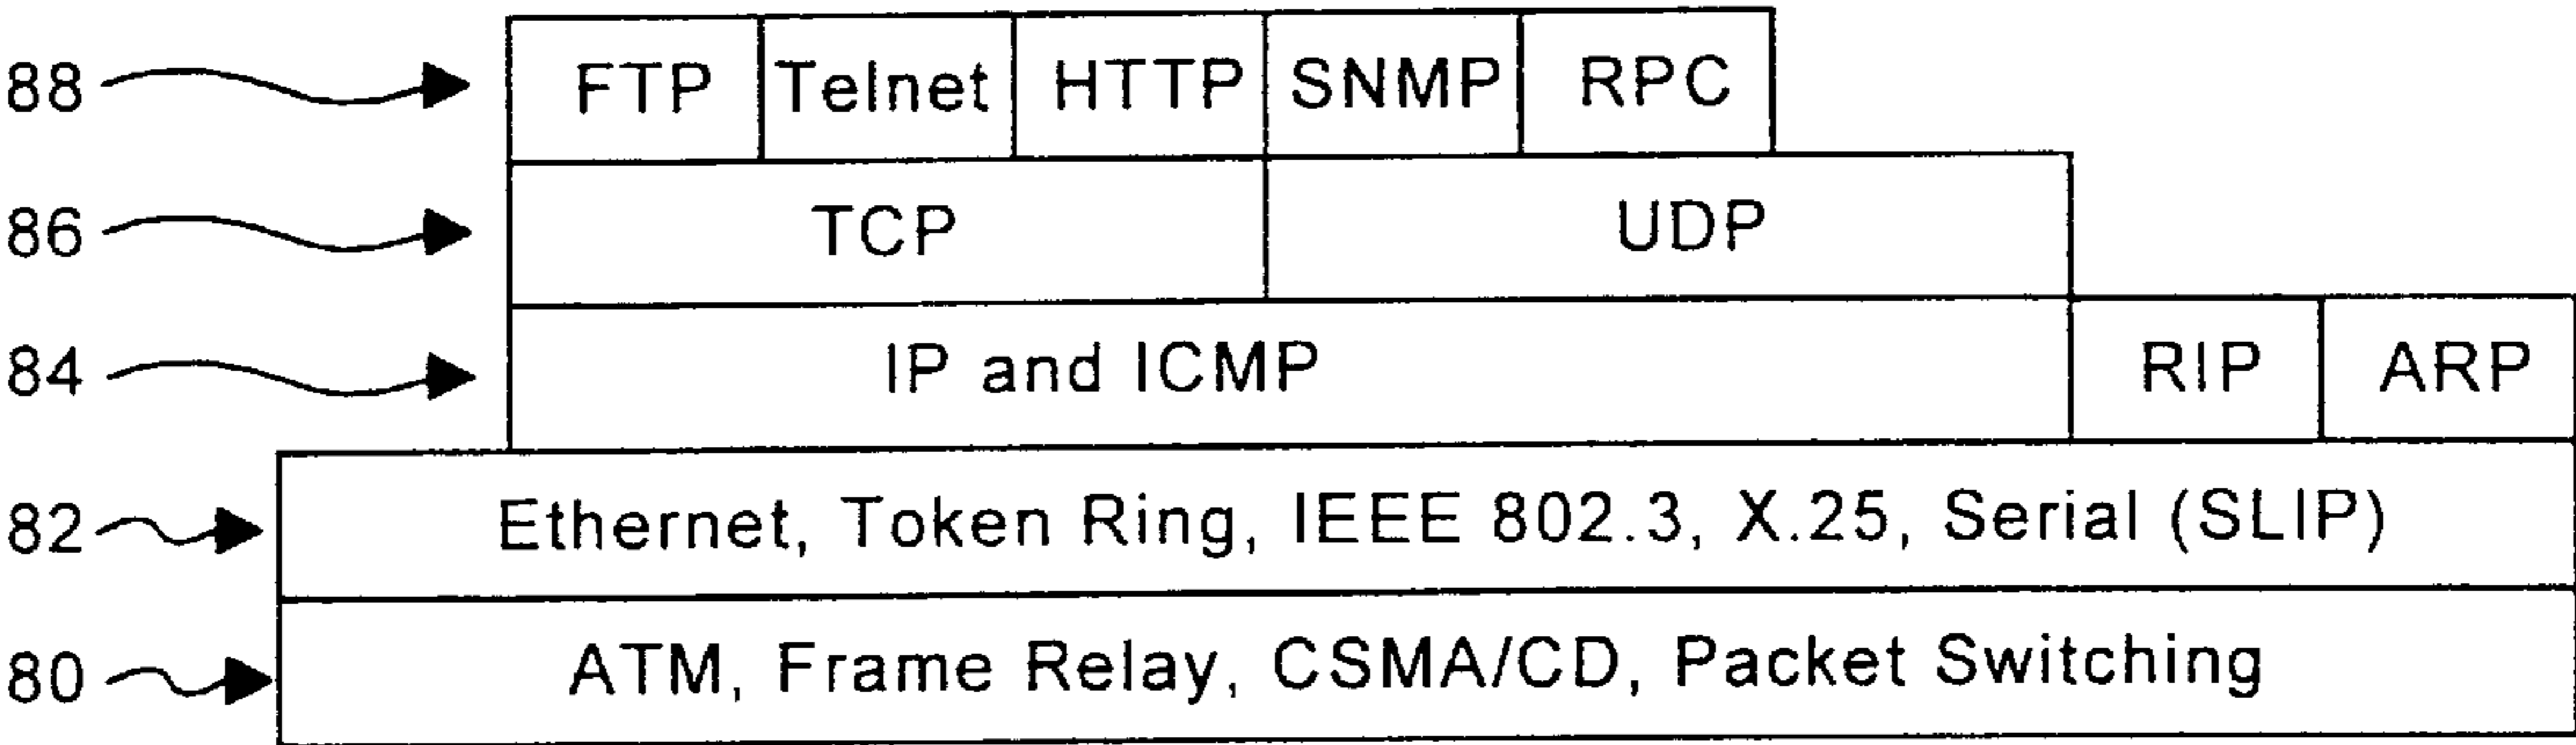 88 FTP Telnet HTTP SNMP RPC
86 TCP UDP
84 IP and ICMP RIP ARP
82 Ethernet, Token Ring, IEEE 802.3, X.25, Serial (SLIP)
80 ATM, Frame Relay, CSMA/CD, Packet Switching